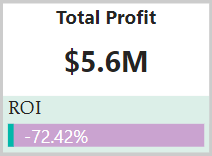 Total Profit
$5.6M
ROI
-72.42%